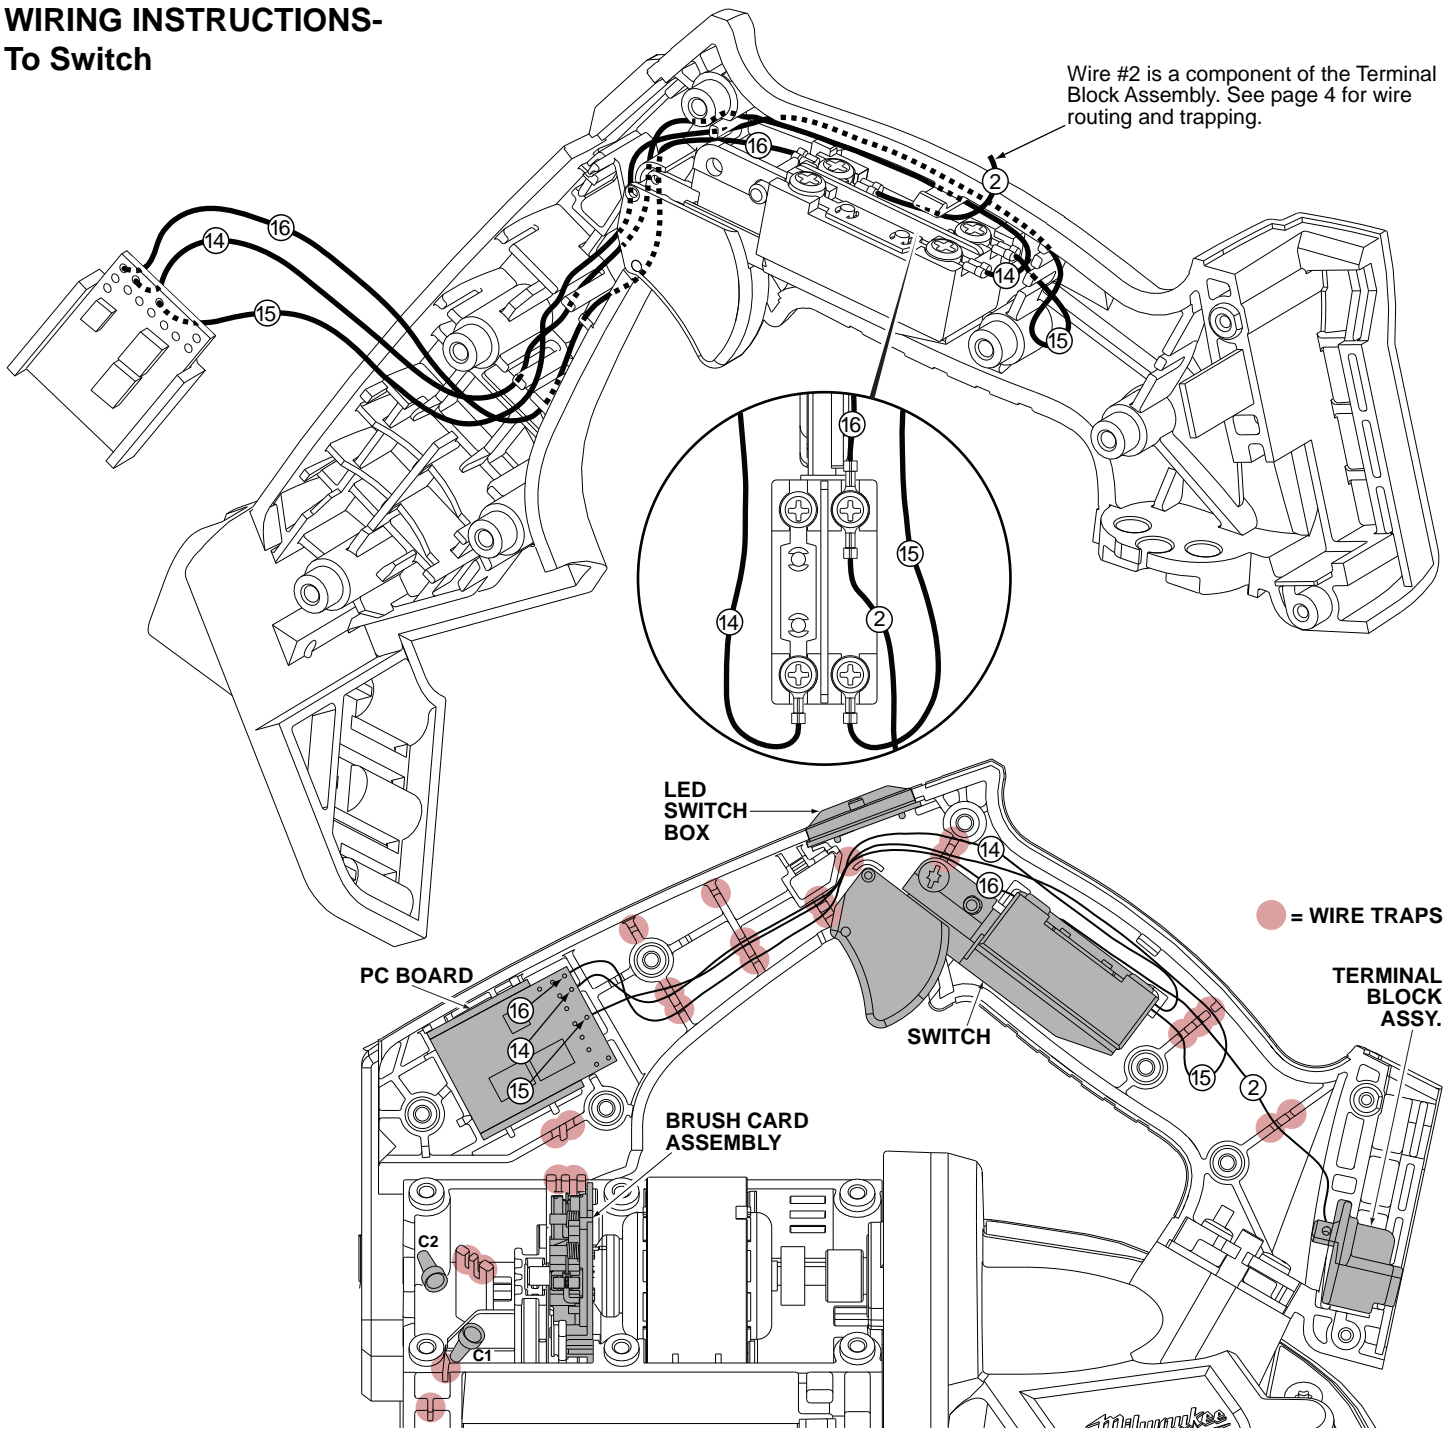 WIRING INSTRUCTIONS-
To Switch
Wire #2 is a component of the Terminal
Block Assembly. See page 4 for wire
routing and trapping.
16
2
16
14
15
14
15
16
15
14
2
LED
SWITCH
BOX
14
16
= WIRE TRAPS
PC BOARD
TERMINAL
BLOCK
ASSY.
16
SWITCH
14
15
15
2
BRUSH CARD
ASSEMBLY
C2
C1
Milwaukee